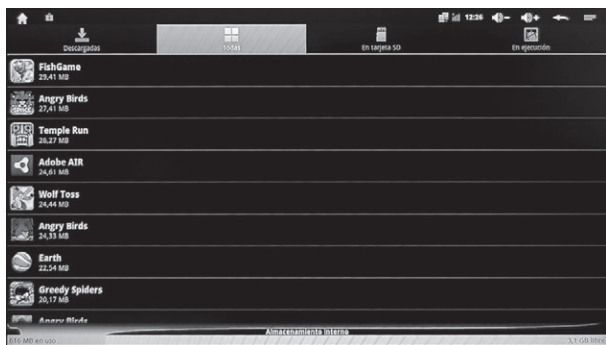 12:26
Descargadas
Todas
En tarjeta SD
En ejecución
FishGame
29,41 MB
Angry Birds
27,41 MB
Temple Run
26,27 MB
Adobe AIR
24,61 MB
Wolf Toss
24,44 MB
Angry Birds
24,33 MB
Earth
22,54 MB
Greedy Spiders
20,17 MB
Angry Birds
Almacenamiento interno
616 MB en uso
3,1 GB libre